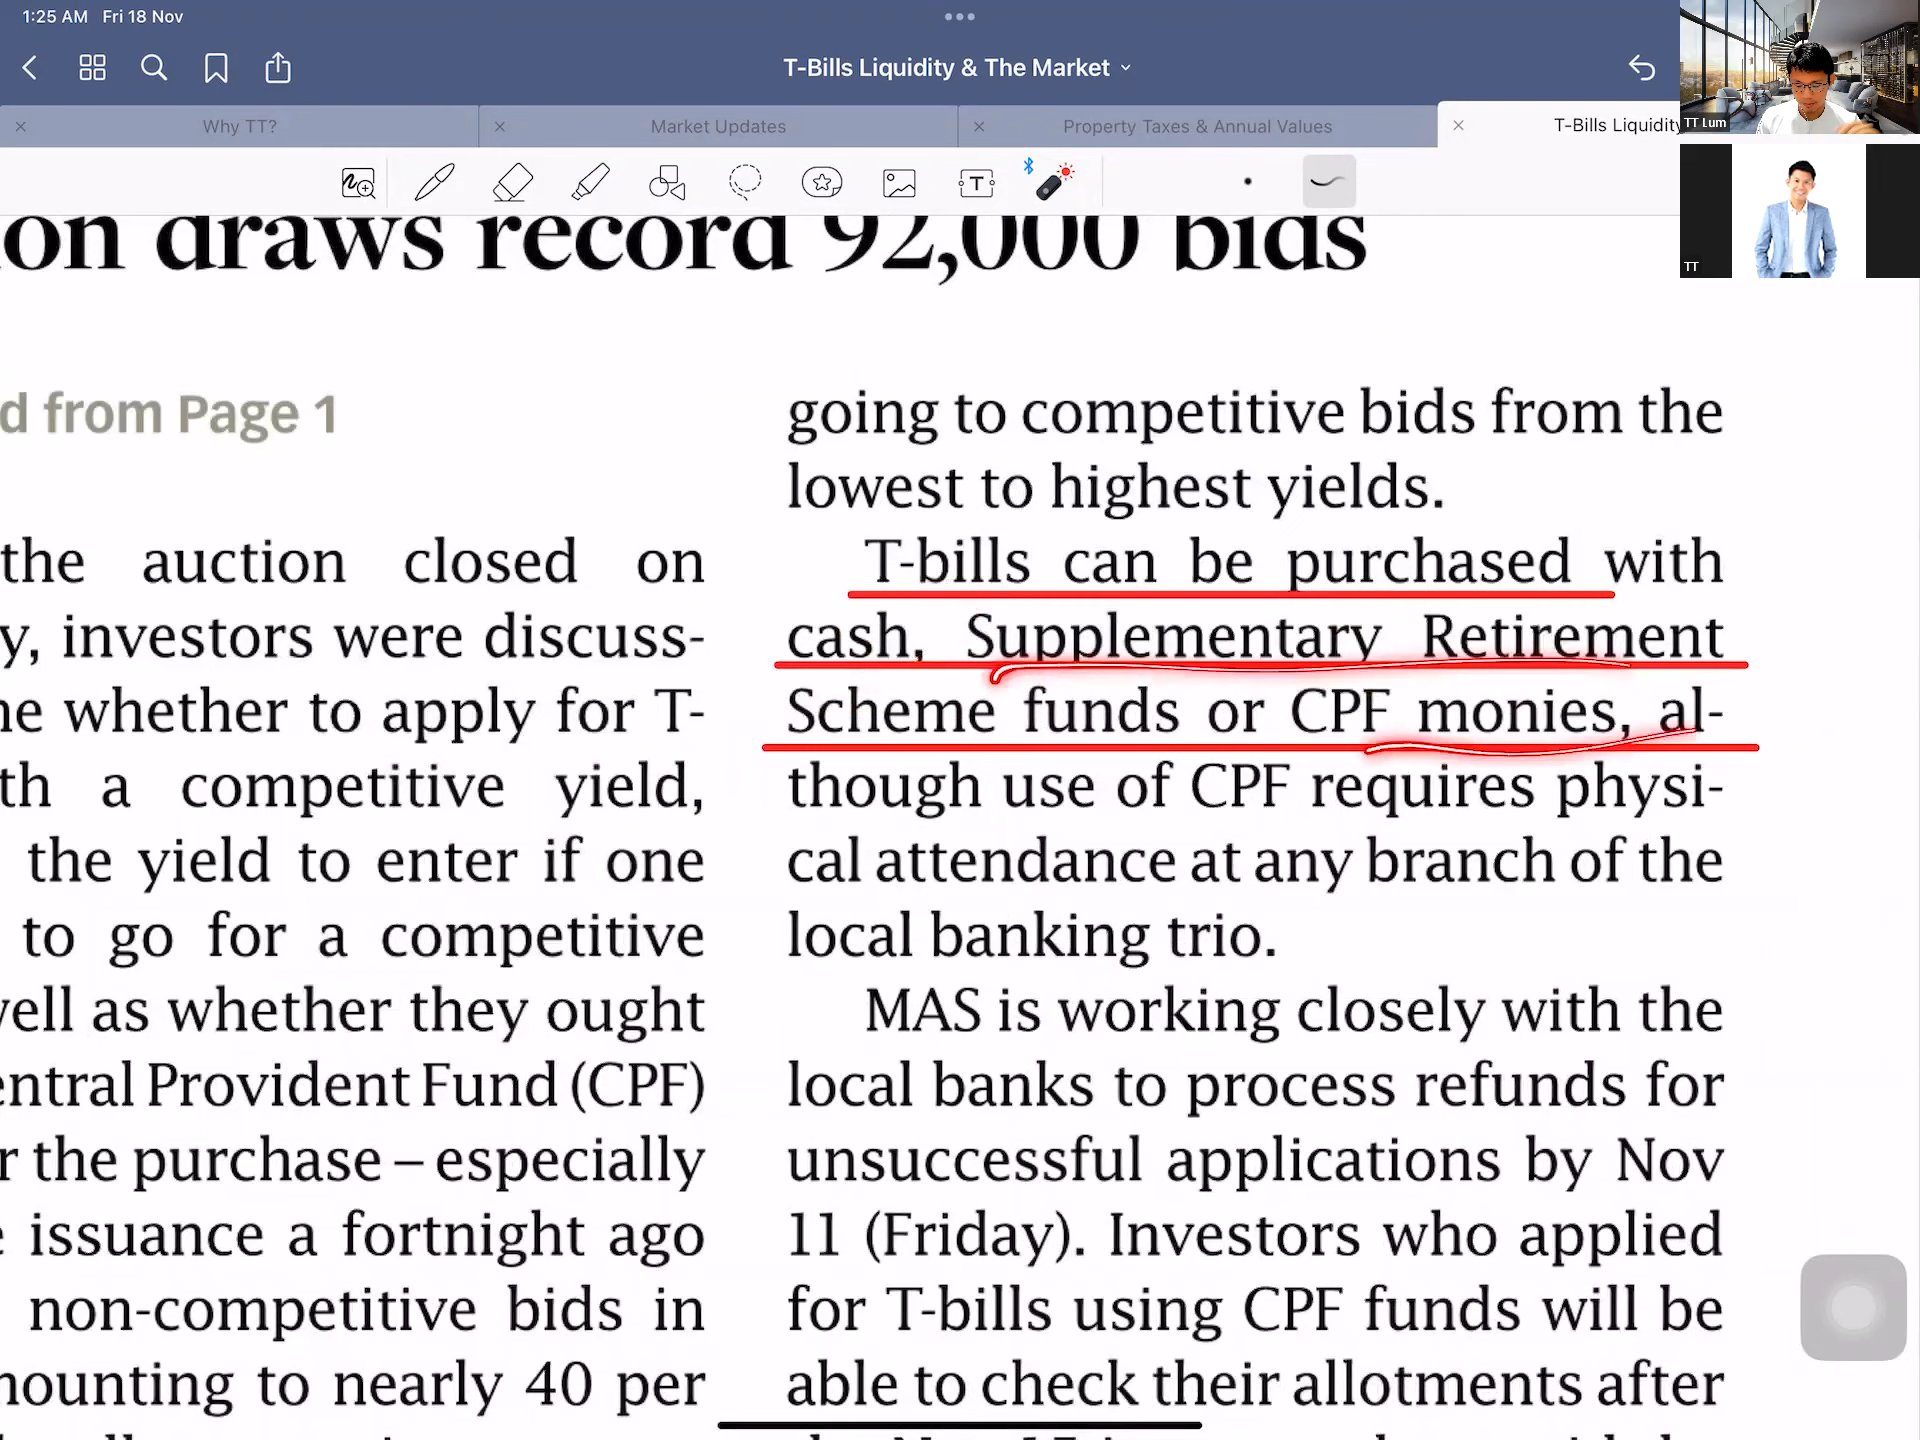 1:25 AM Fri 18 Nov
T-Bills Liquidity & The Market
Why TT?
Market Updates
Property Taxes & Annual Values
T-Bills Liquidity
TT Lum
TT
on draws record 92,000 bids
d from Page 1
the auction closed on
y, investors were discuss-
whether to apply for T-
th a competitive yield,
the yield to enter if one
to go for a competitive
well as whether they ought
entral Provident Fund (CPF)
r the purchase – especially
issuance a fortnight ago
non-competitive bids in
mounting to nearly 40 per
going to competitive bids from the
lowest to highest yields.
T-bills can be purchased with
cash, Supplementary Retirement
Scheme funds or CPF monies, al-
though use of CPF requires physi-
cal attendance at any branch of the
local banking trio.
MAS is working closely with the
local banks to process refunds for
unsuccessful applications by Nov
11 (Friday). Investors who applied
for T-bills using CPF funds will be
able to check their allotments after